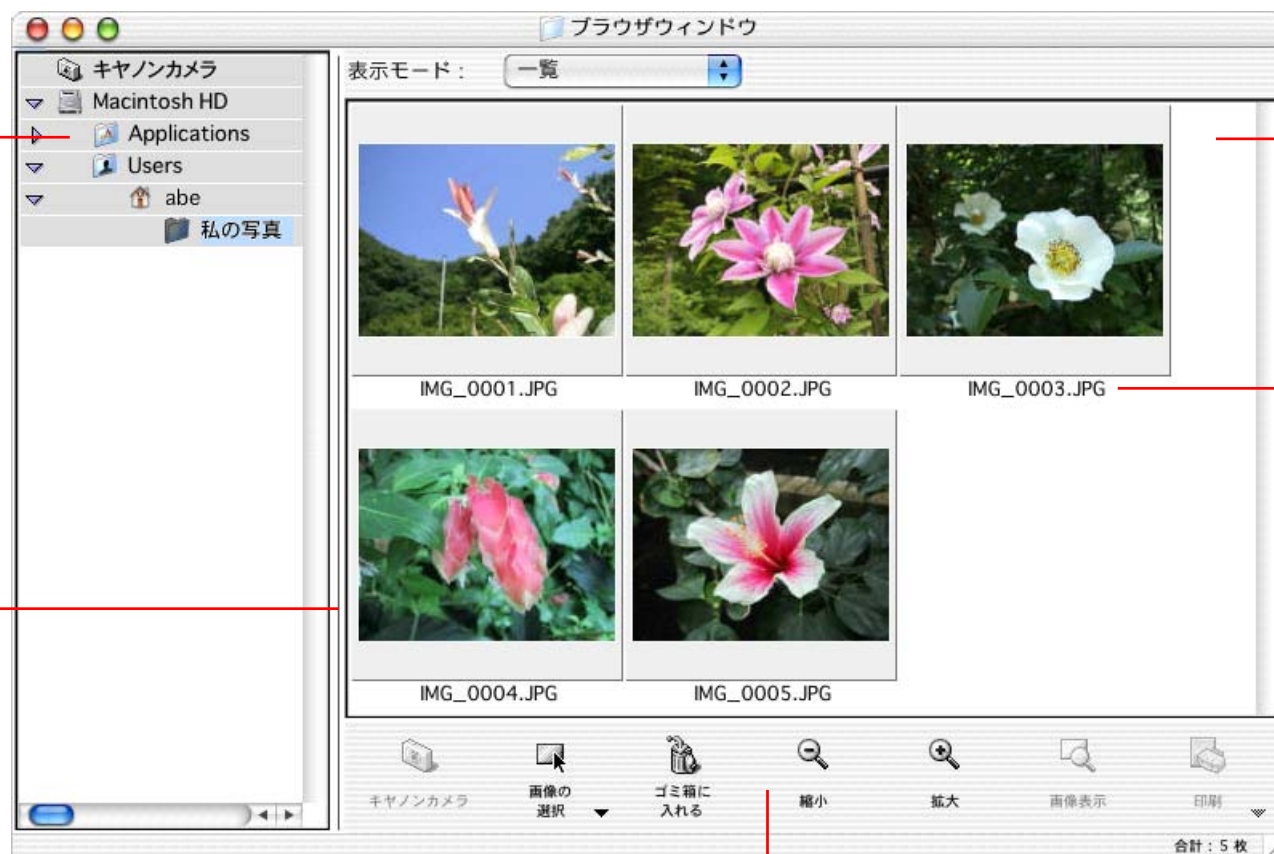 ブラウザウィンドウ
キヤノンカメラ
Macintosh HD
Applications
Users
abe
私の写真
表示モード：
一覧
IMG_0001.JPG
IMG_0002.JPG
IMG_0003.JPG
IMG_0004.JPG
IMG_0005.JPG
キヤノンカメラ
画像の
選択
ゴミ箱に
入れる
縮小
拡大
画像表示
印刷
合計：5 枚